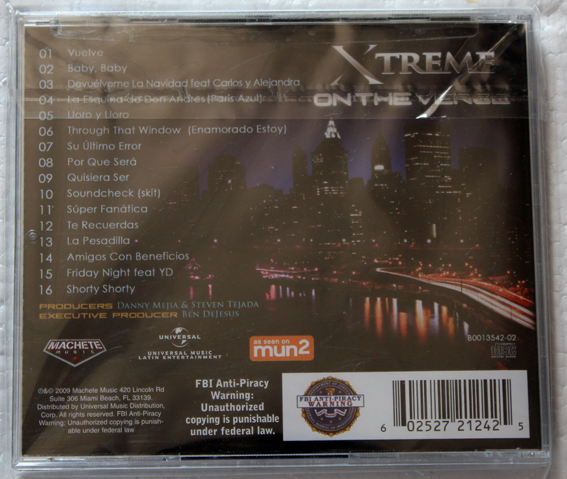 XTREME
ON THE VERGE
01 Vuelve
02 Baby, Baby
03 Devuélveme La Navidad feat Carlos y Alejandra
04 La Esquina de Don Andres (París Azul)
05 Lloro y Lloro
06 Through That Window (Enamorado Estoy)
07 Su Último Error
08 Por Que Será
09 Quisiera Ser
10 Soundcheck (skit)
11 Súper Fanática
12 Te Recuerdas
13 La Pesadilla
14 Amigos Con Beneficios
15 Friday Night feat YD
16 Shorty Shorty
PRODUCERS DANNY MEJIA & STEVEN TEJADA
EXECUTIVE PRODUCER BEN DEJESUS
B0013542-02
MACHETE
MUSIC
UNIVERSAL
UNIVERSAL MUSIC
LATIN ENTERTAINMENT
as seen on
mun2
℗&© 2009 Machete Music 420 Lincoln Rd
Suite 306 Miami Beach, FL 33139.
Distributed by Universal Music Distribution,
Corp. All rights reserved. FBI Anti-Piracy
Warning: Unauthorized copying is punish-
able under federal law.
FBI Anti-Piracy
Warning:
Unauthorized
copying is punishable
under federal law.
FBI ANTI-PIRACY
WARNING
6 02527 21242 5